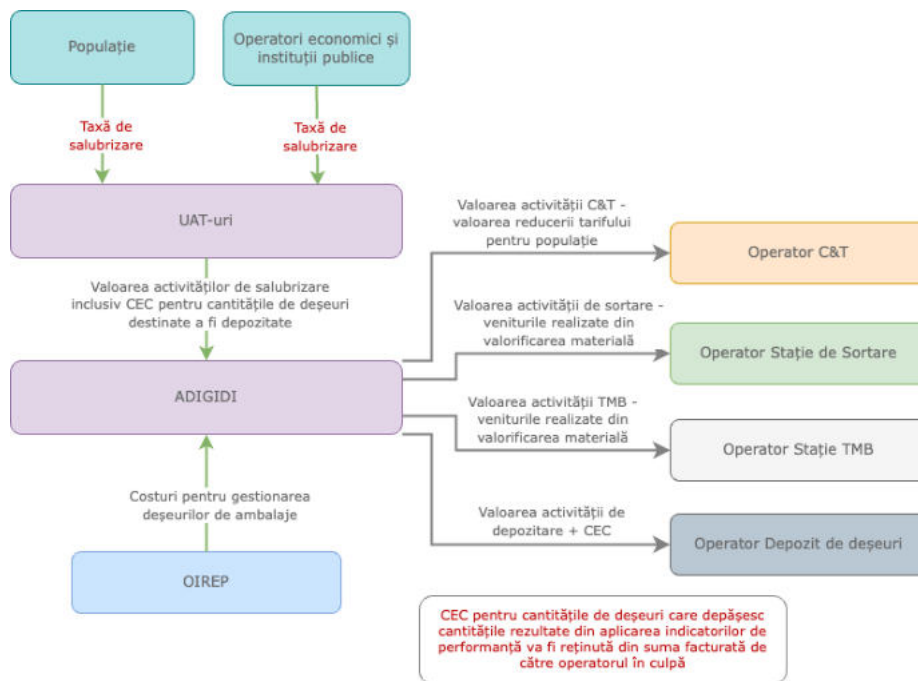 Populație
Operatori economici și
instituții publice
Taxă de
salubrizare
Taxă de
salubrizare
UAT-uri
Valoarea activităților de salubrizare
inclusiv CEC pentru cantitățile de deșeuri
destinate a fi depozitate
ADIGIDI
Costuri pentru gestionarea
deșeurilor de ambalaje
OIREP
Valoarea activității C&T -
valoarea reducerii tarifului
pentru populație
Operator C&T
Valoarea activității de sortare -
veniturile realizate din
valorificarea materială
Operator Stație de Sortare
Valoarea activității TMB -
veniturile realizate din
valorificarea materială
Operator Stație TMB
Valoarea activității de
depozitare + CEC
Operator Depozit de deșeuri
CEC pentru cantitățile de deșeuri care depășesc
cantitățile rezultate din aplicarea indicatorilor de
performanță va fi reținută din suma facturată de
către operatorul în culpă